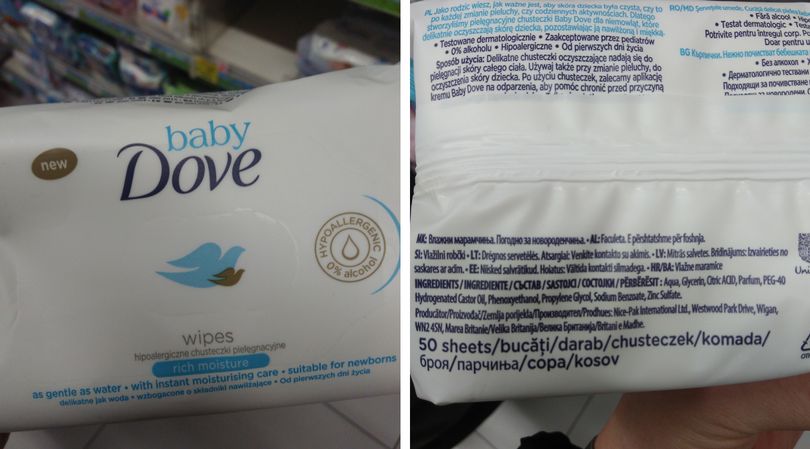 new
baby
Dove
HYPOALLERGENIC
0% alcohol
wipes
hipoalergiczne chusteczki pielęgnacyjne
rich moisture
as gentle as water • with instant moisturising care • suitable for newborns
delikatne jak woda • wzbogacone o składniki nawilżające • Od pierwszych dni życia
PL Jako rodzic wiesz, jak ważne jest, aby skóra dziecka była czysta, czy to
po każdej zmianie pieluchy, czy codziennych aktywnościach. Dlatego
stworzyliśmy pielęgnacyjne chusteczki Baby Dove dla niemowląt, które
delikatnie oczyszczają skórę dziecka, pozostawiając ją nawilżoną i miękką.
• Testowane dermatologicznie • Zaakceptowane przez pediatrów
• 0% alkoholu • Hipoalergiczne • Od pierwszych dni życia
Sposób użycia: Delikatne chusteczki oczyszczające nadają się do
pielęgnacji skóry całego ciała. Używaj także przy zmianie pieluchy, do
oczyszczenia skóry dziecka. Po użyciu chusteczek, zalecamy aplikację
kremu Baby Dove na odparzenia, aby pomóc chronić przed przyczyną
RO/MD Șervețele umede. Curăță delicat pielea
• Fără alcool •
• Testat dermatologic •
Potrivite pentru întregul corp.
Doar pentru
BG Кърпички. Нежно почистват бебешката
• Без алкохол •
• Дерматологично тествани
Подходящи за почистване
MK: Влажни марамчиња. Погодно за новороденчиња. • AL: Faculeta. E përshtatshme për foshnja.
SI: Vlažilni robčki • LT: Drėgnos servetėlės. Atsargiai: Venkite kontakto su akimis. • LV: Mitrās salvetes. Brīdinājums: Izvairieties no
saskares ar acīm. • EE: Niisked salvrätikud. Hoiatus: Vältida kontakti silmadega. • HR/BA: Vlažne maramice
INGREDIENTS / INGREDIENTE / СЪСТАВ / SASTOJCI / СОСТОЈКИ / PËRBËRËSIT : Aqua, Glycerin, Citric ACID, Parfum, PEG-40
Hydrogenated Castor Oil, Phenoxyethanol, Propylene Glycol, Sodium Benzoate, Zinc Sulfate.
Producător/Proizvođač/Zemlja porijekla/Производител/Prodhues: Nice-Pak International Ltd., Westwood Park Drive, Wigan,
WN2 4SN, Marea Britanie/Velika Britanija/Велика Британија/Britani e Madhe.
50 sheets/bucăți/darab/chusteczek/komada/
броя/парчиња/copa/kosov